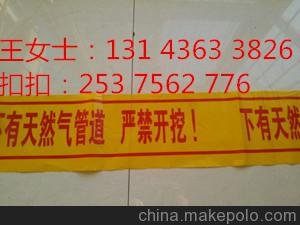 王女士：131 4363 3826
扣扣：253 7562 776
下有天然气管道 严禁开挖！ 下有天然
china.makepolo.com